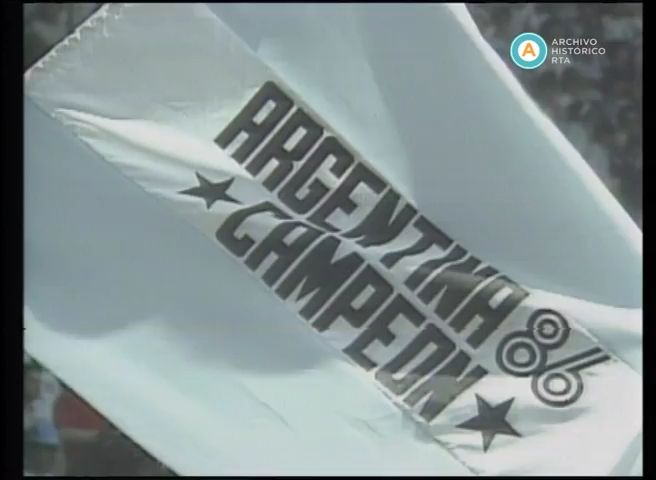 A
ARCHIVO
HISTÓRICO
RTA
ARGENTINA
CAMPEON 86